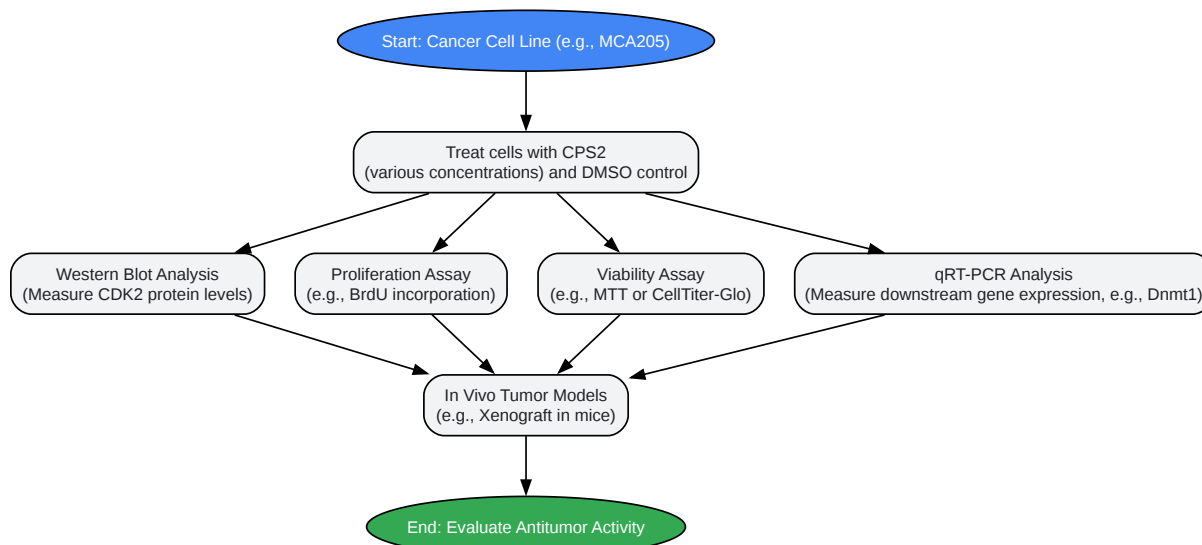 Start: Cancer Cell Line (e.g., MCA205)
Treat cells with CPS2
(various concentrations) and DMSO control
Western Blot Analysis
(Measure CDK2 protein levels)
Proliferation Assay
(e.g., BrdU incorporation)
Viability Assay
(e.g., MTT or CellTiter-Glo)
qRT-PCR Analysis
(Measure downstream gene expression, e.g., Dnmt1)
In Vivo Tumor Models
(e.g., Xenograft in mice)
End: Evaluate Antitumor Activity